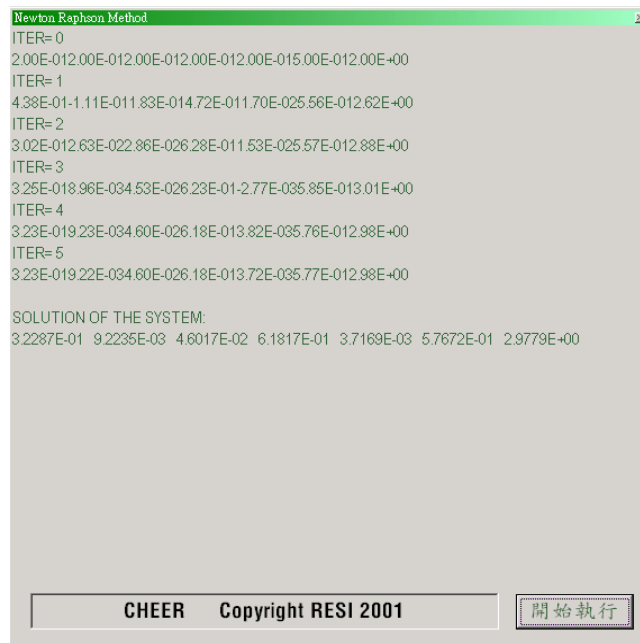 Newton Raphson Method
ITER= 0
2.00E-012.00E-012.00E-012.00E-012.00E-015.00E-012.00E+00
ITER= 1
4.38E-01-1.11E-011.83E-014.72E-011.70E-025.56E-012.62E+00
ITER= 2
3.02E-012.63E-022.86E-026.28E-011.53E-025.57E-012.88E+00
ITER= 3
3.25E-018.96E-034.53E-026.23E-01-2.77E-035.85E-013.01E+00
ITER= 4
3.23E-019.23E-034.60E-026.18E-013.82E-035.76E-012.98E+00
ITER= 5
3.23E-019.22E-034.60E-026.18E-013.72E-035.77E-012.98E+00
SOLUTION OF THE SYSTEM:
3.2287E-01 9.2235E-03 4.6017E-02 6.1817E-01 3.7169E-03 5.7672E-01 2.9779E+00
CHEER Copyright RESI 2001
開始執行